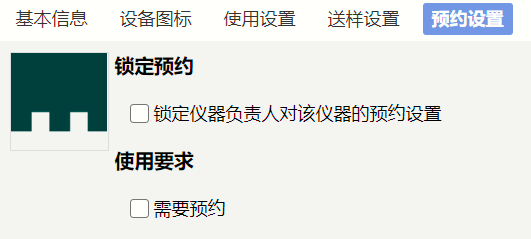 基本信息 设备图标 使用设置 送样设置 预约设置
锁定预约
锁定仪器负责人对该仪器的预约设置
使用要求
需要预约